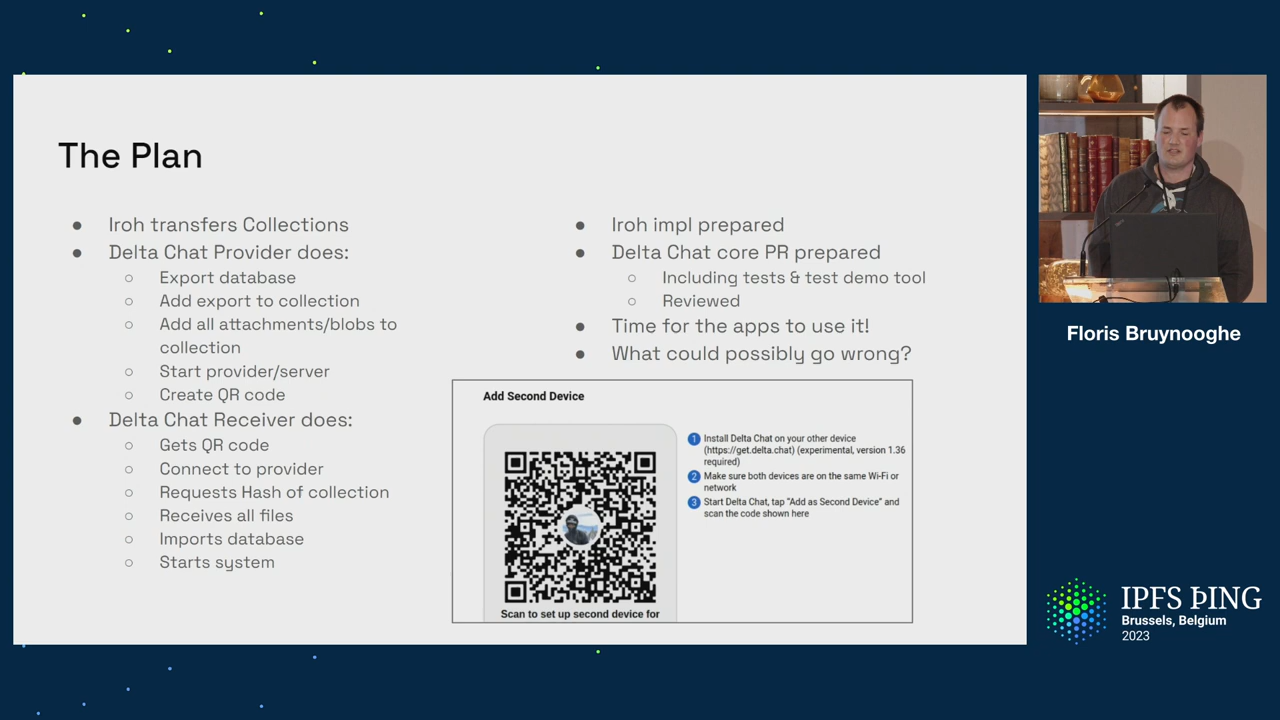 The Plan
● Iroh transfers Collections
● Delta Chat Provider does:
○ Export database
○ Add export to collection
○ Add all attachments/blobs to
collection
○ Start provider/server
○ Create QR code
● Delta Chat Receiver does:
○ Gets QR code
○ Connect to provider
○ Requests Hash of collection
○ Receives all files
○ Imports database
○ Starts system
● Iroh impl prepared
● Delta Chat core PR prepared
○ Including tests & test demo tool
○ Reviewed
● Time for the apps to use it!
● What could possibly go wrong?
Add Second Device
Scan to set up second device for
1 Install Delta Chat on your other device
(https://get.delta.chat) (experimental, version 1.36
required)
2 Make sure both devices are on the same Wi-Fi or
network
3 Start Delta Chat, tap “Add as Second Device” and
scan the code shown here
Floris Bruynooghe
IPFS ÞING
Brussels, Belgium
2023